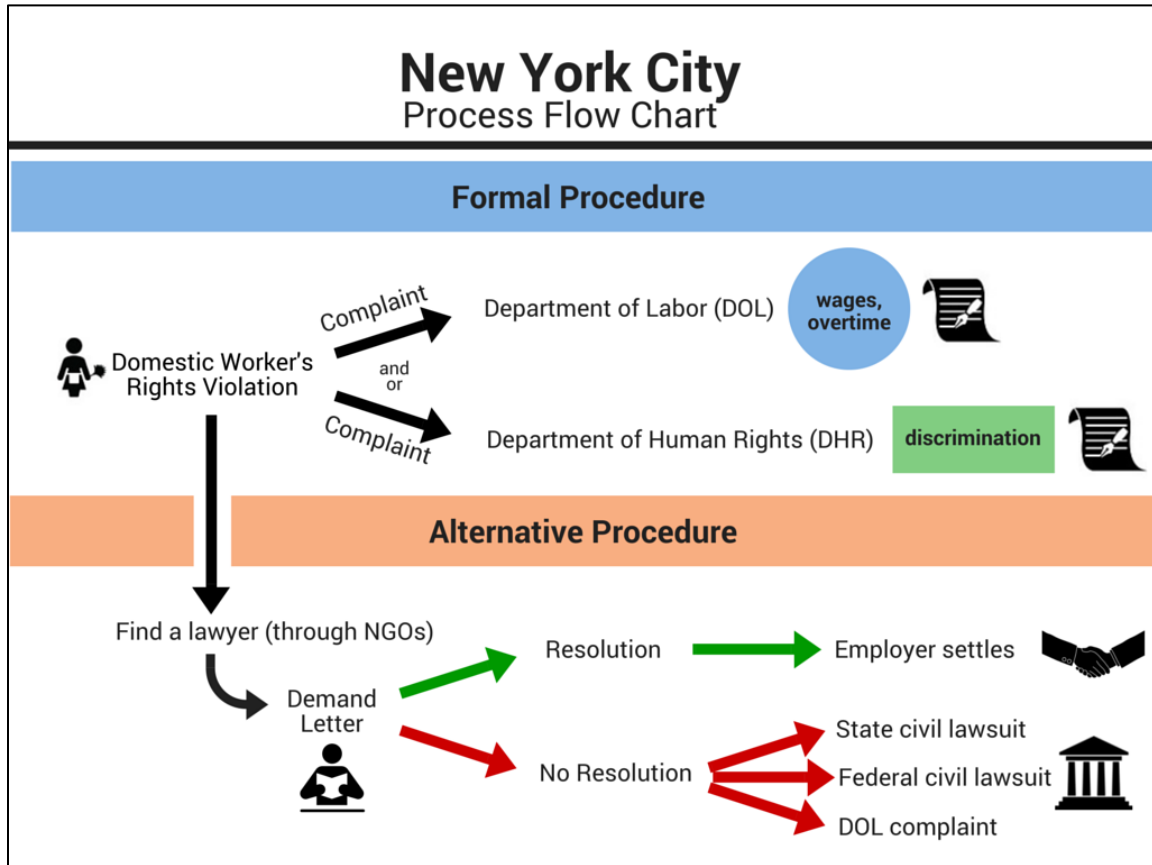 New York City
Process Flow Chart
Formal Procedure
Complaint
Department of Labor (DOL)
wages,
overtime
Domestic Worker's
Rights Violation
and
or
Complaint
Department of Human Rights (DHR)
discrimination
Alternative Procedure
Find a lawyer (through NGOs)
Demand
Letter
Resolution
Employer settles
No Resolution
State civil lawsuit
Federal civil lawsuit
DOL complaint